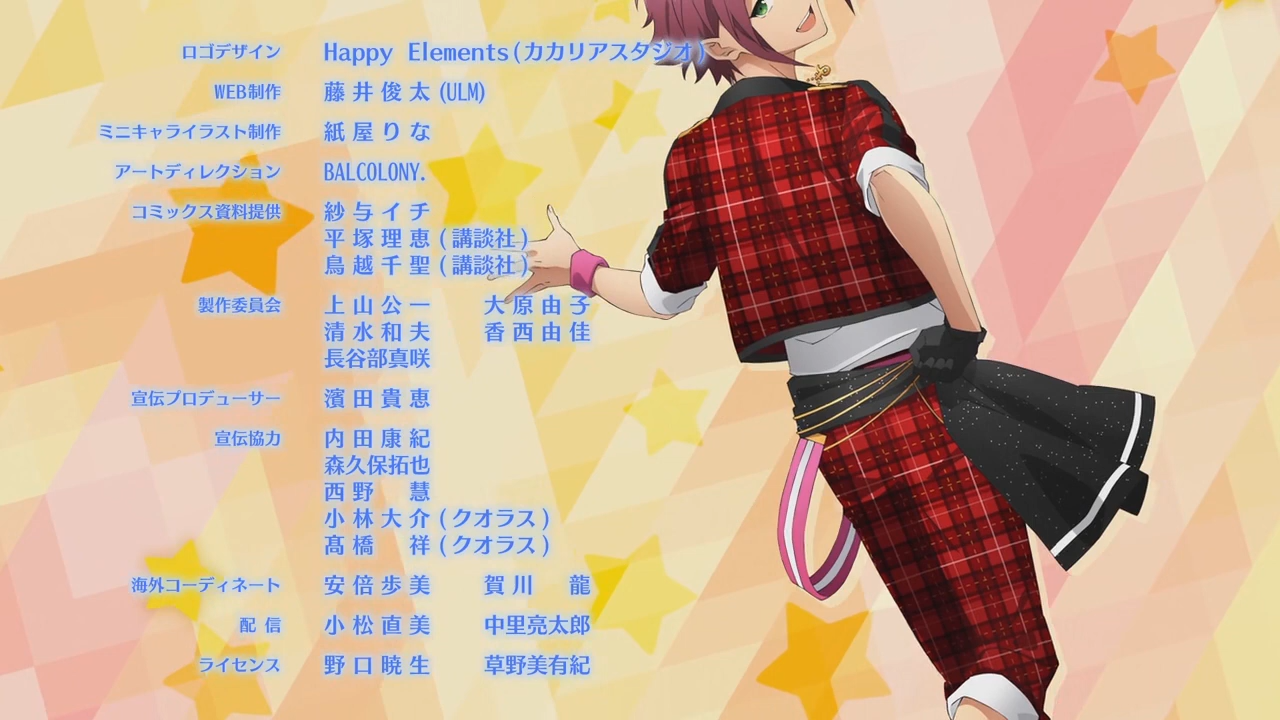 ロゴデザイン Happy Elements(カカリアスタジオ)
WEB制作 藤井俊太(ULM)
ミニキャライラスト制作 紙屋りな
アートディレクション BALCOLONY.
コミックス資料提供 紗与イチ
平塚理恵(講談社)
鳥越千聖(講談社)
製作委員会 上山公一 大原由子
清水和夫 香西由佳
長谷部真咲
宣伝プロデューサー 濱田貴恵
宣伝協力 内田康紀
森久保拓也
西野 慧
小林大介(クオラス)
髙橋 祥(クオラス)
海外コーディネート 安倍歩美 賀川 龍
配信 小松直美 中里亮太郎
ライセンス 野口暁生 草野美有紀